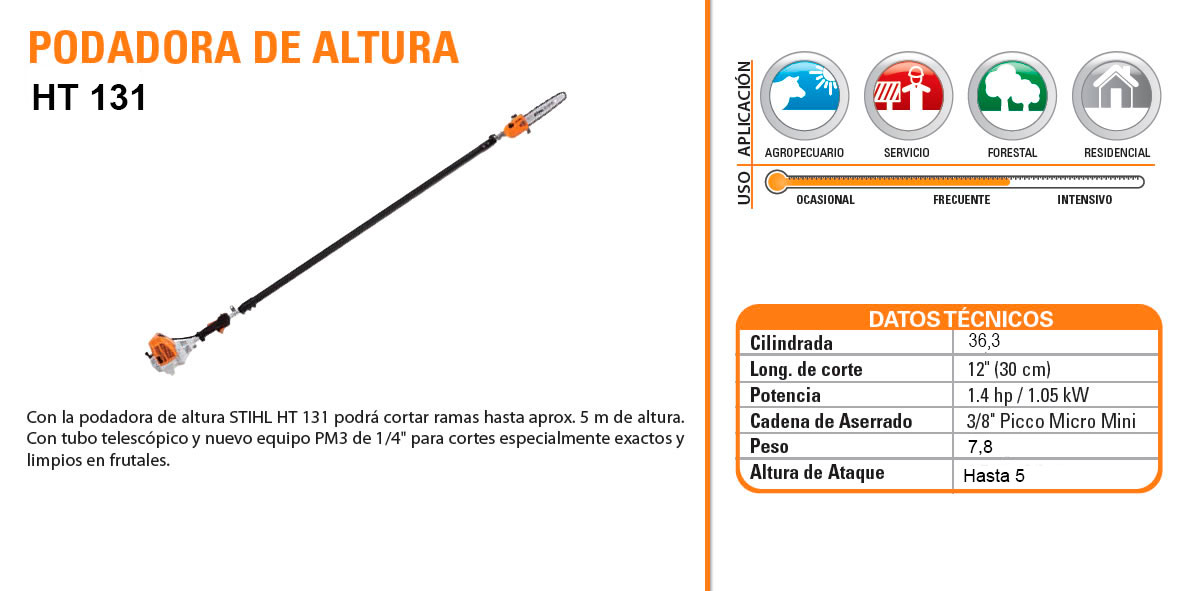 PODADORA DE ALTURA
HT 131
Con la podadora de altura STIHL HT 131 podrá cortar ramas hasta aprox. 5 m de altura.
Con tubo telescópico y nuevo equipo PM3 de 1/4" para cortes especialmente exactos y
limpios en frutales.
APLICACIÓN
AGROPECUARIO
SERVICIO
FORESTAL
RESIDENCIAL
USO
OCASIONAL
FRECUENTE
INTENSIVO
DATOS TÉCNICOS
Cilindrada 36,3
Long. de corte 12" (30 cm)
Potencia 1.4 hp / 1.05 kW
Cadena de Aserrado 3/8" Picco Micro Mini
Peso 7,8
Altura de Ataque Hasta 5